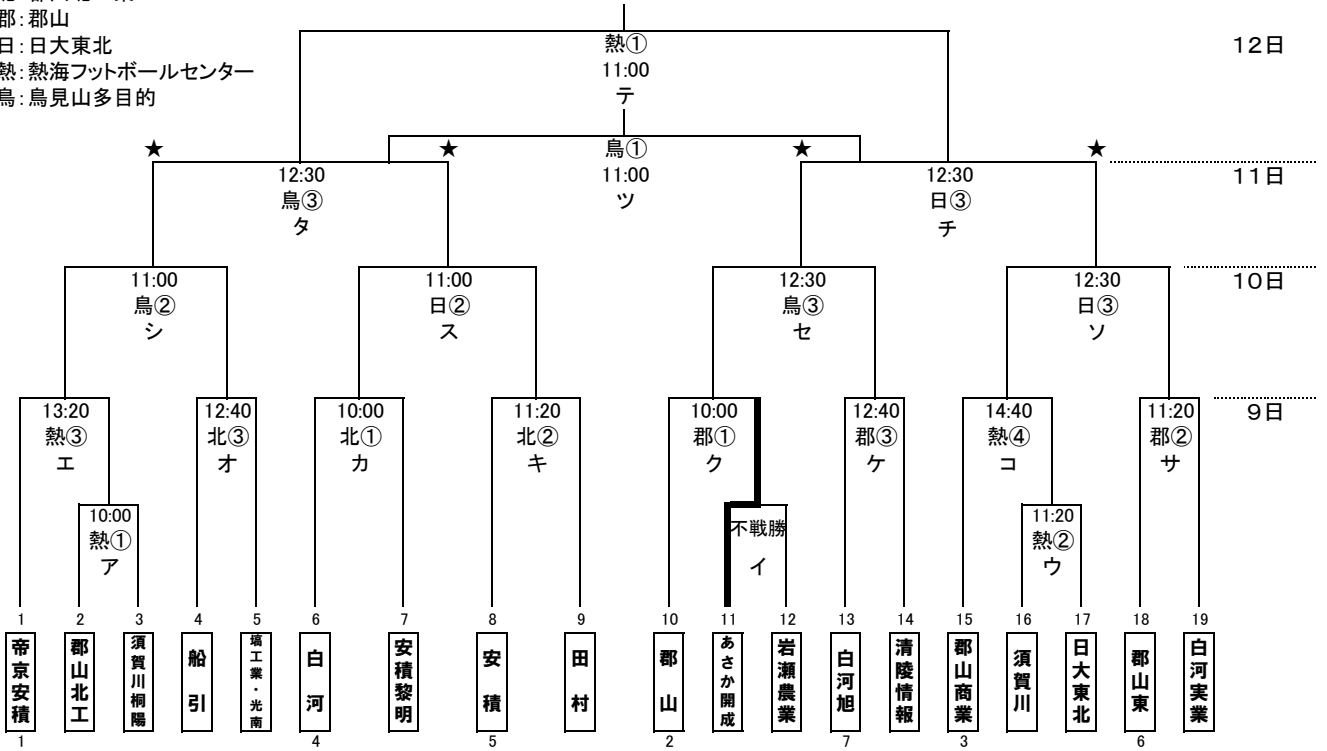 郡：郡山
日：日大東北
熱：熱海フットボールセンター
鳥：鳥見山多目的
熱①
11:00
テ
12日
★ ★ ★ ★
鳥①
11:00
ツ
12:30
鳥③
タ
12:30
日③
チ
11日
11:00
鳥②
シ
11:00
日②
ス
12:30
鳥③
セ
12:30
日③
ソ
10日
13:20
熱③
エ
12:40
北③
オ
10:00
北①
カ
11:20
北②
キ
10:00
郡①
ク
12:40
郡③
ケ
14:40
熱④
コ
11:20
郡②
サ
9日
10:00
熱①
ア
不戦勝
イ
11:20
熱②
ウ
1 2 3 4 5 6 7 8 9 10 11 12 13 14 15 16 17 18 19
帝京安積
郡山北工
須賀川桐陽
船引
塙工業・光南
白河
安積黎明
安積
田村
郡山
あさか開成
岩瀬農業
白河旭
清陵情報
郡山商業
須賀川
日大東北
郡山東
白河実業
1 4 5 2 7 3 6